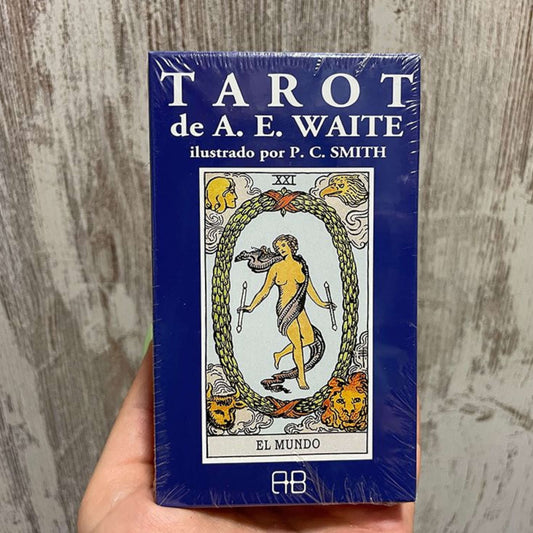 TAROT
de A. E. WAITE
ilustrado por P. C. SMITH
XXI
EL MUNDO
AB